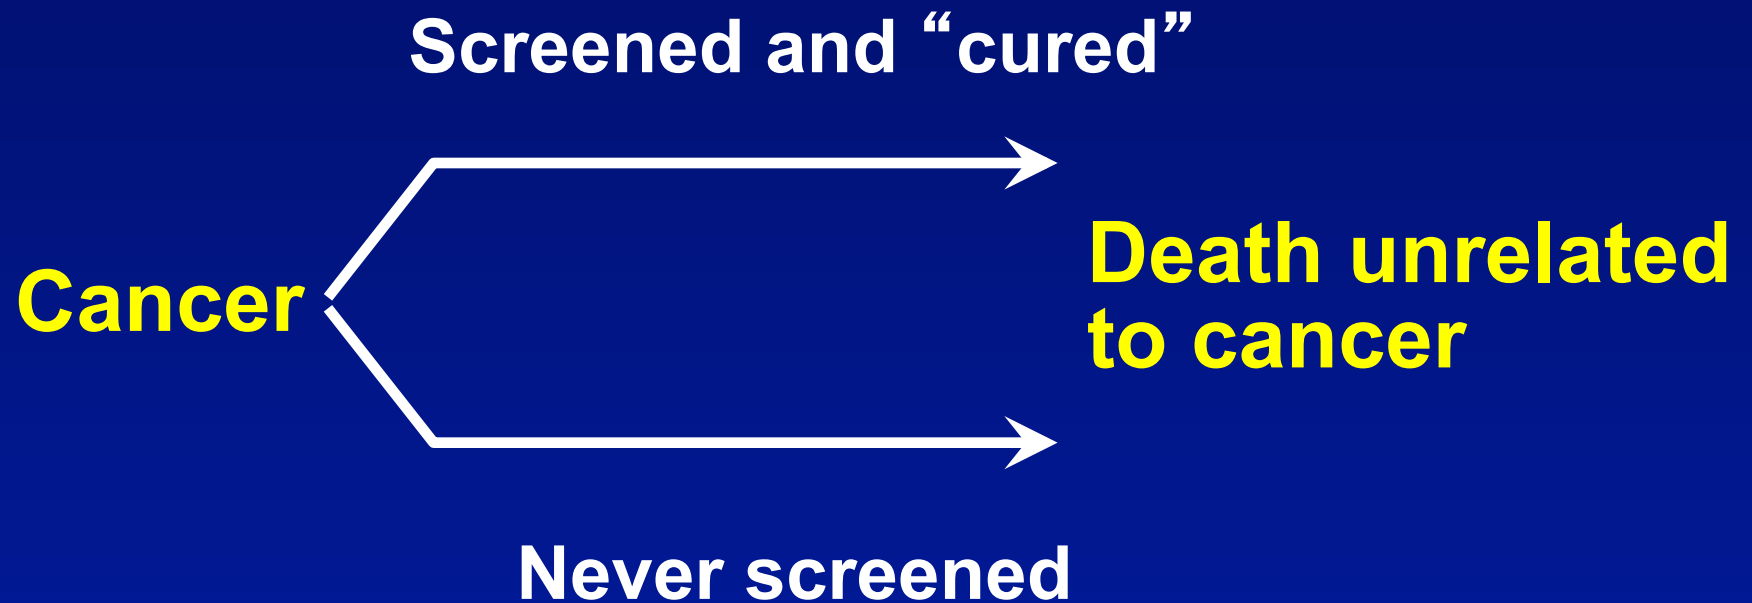 Screened and “cured”
Cancer
Death unrelated
to cancer
Never screened